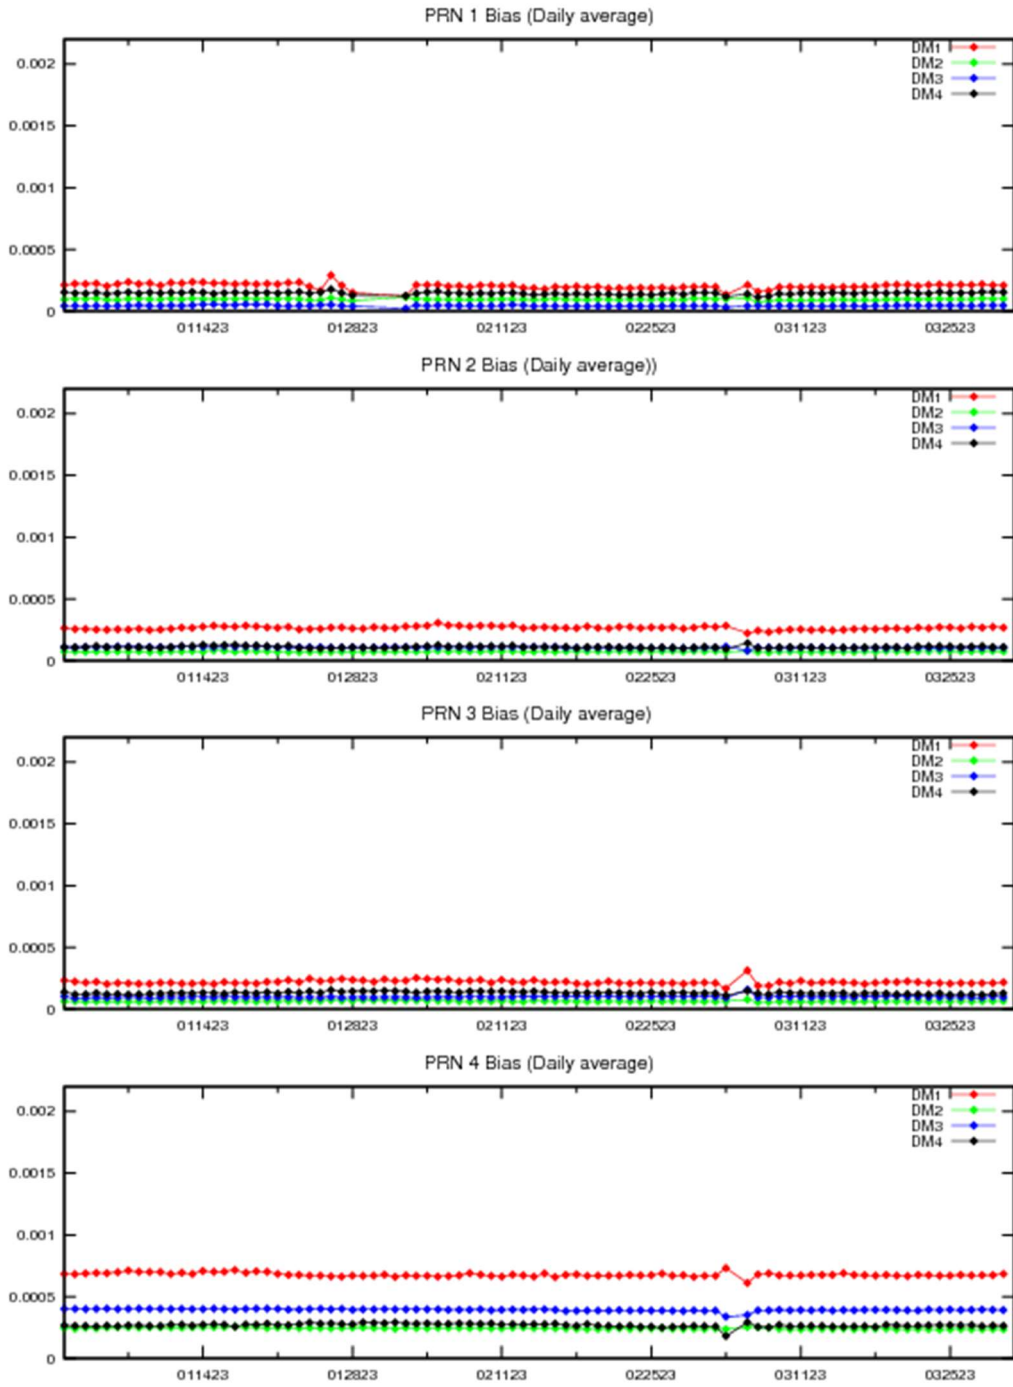 PRN 1 Bias (Daily average)
DM1
0.002
DM2
DM3
DM4
0.0015
0.001
0.0005
0
011423 012823 021123 022523 031123 032523
PRN 2 Bias (Daily average))
DM1
0.002
DM2
DM3
DM4
0.0015
0.001
0.0005
0
011423 012823 021123 022523 031123 032523
PRN 3 Bias (Daily average)
DM1
0.002
DM2
DM3
DM4
0.0015
0.001
0.0005
0
011423 012823 021123 022523 031123 032523
PRN 4 Bias (Daily average)
DM1
0.002
DM2
DM3
DM4
0.0015
0.001
0.0005
0
011423 012823 021123 022523 031123 032523